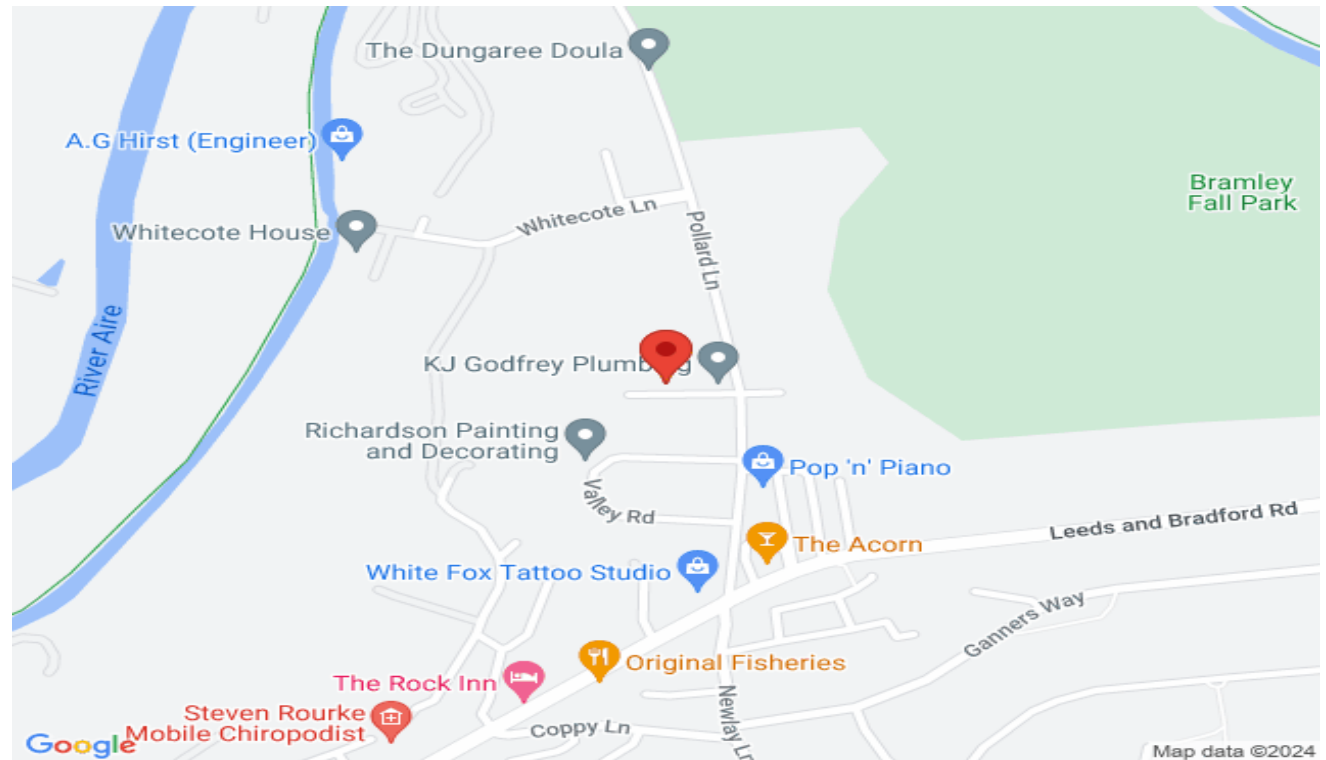 The Dungaree Doula
A.G Hirst (Engineer)
Bramley
Fall Park
Whitecote Ln
Whitecote House
Pollard Ln
River Aire
KJ Godfrey Plumbing
Richardson Painting
and Decorating
Pop 'n' Piano
Valley Rd
Leeds and Bradford Rd
The Acorn
White Fox Tattoo Studio
Ganners Way
Original Fisheries
The Rock Inn
Newlay Ln
Steven Rourke
Mobile Chiropodist
Coppy Ln
Google
Map data ©2024